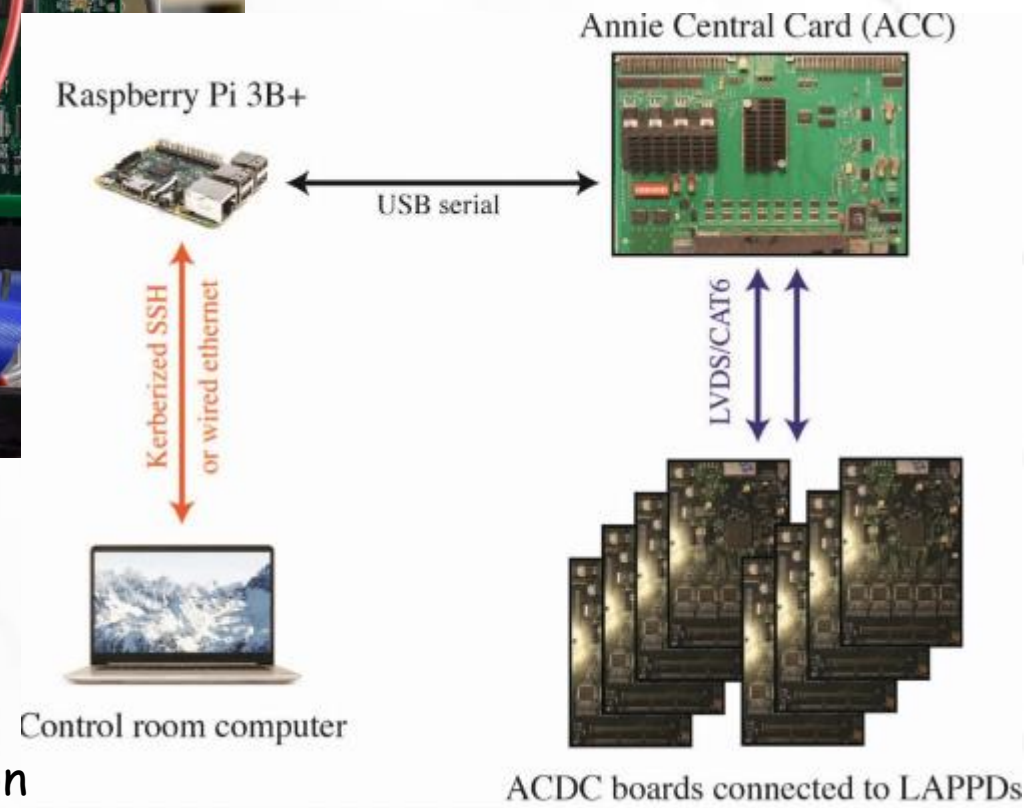 Annie Central Card (ACC)
Raspberry Pi 3B+
USB serial
Kerberized SSH
or wired ethernet
LVDS/CAT6
Control room computer
n
ACDC boards connected to LAPPDs